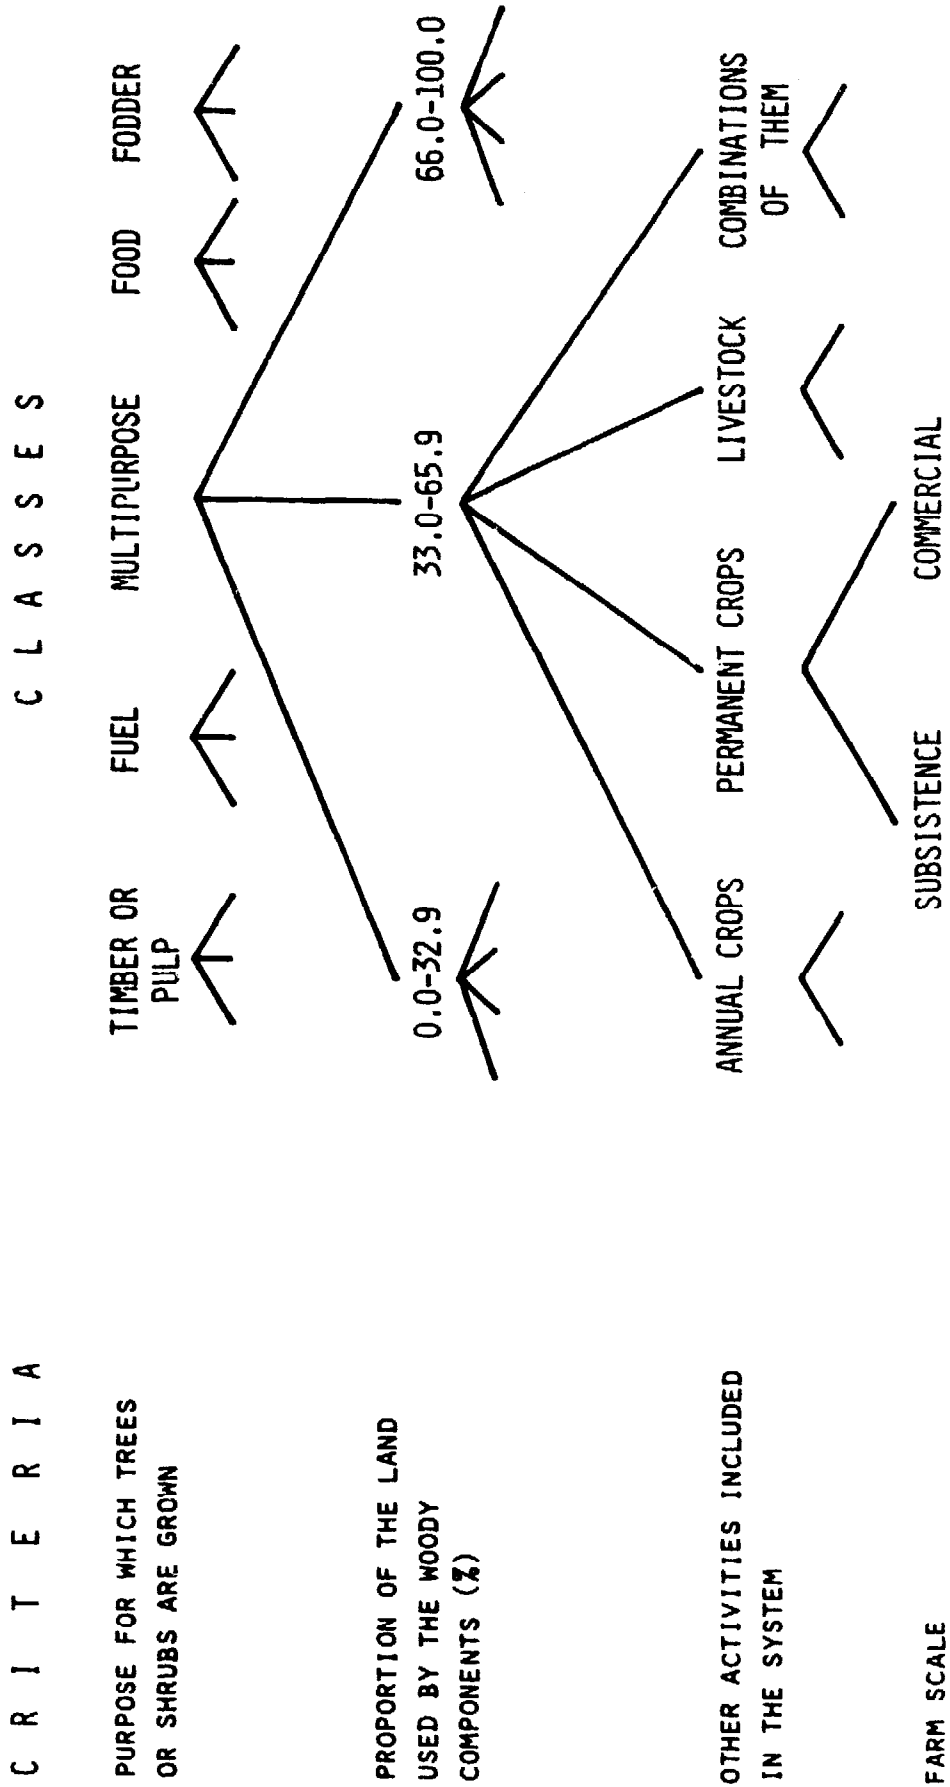 C R I T E R I A
C L A S S E S
PURPOSE FOR WHICH TREES
OR SHRUBS ARE GROWN
TIMBER OR
PULP
FUEL
MULTIPURPOSE
FOOD
FODDER
PROPORTION OF THE LAND
USED BY THE WOODY
COMPONENTS (%)
0.0-32.9
33.0-65.9
66.0-100.0
OTHER ACTIVITIES INCLUDED
IN THE SYSTEM
ANNUAL CROPS
PERMANENT CROPS
LIVESTOCK
COMBINATIONS
OF THEM
FARM SCALE
SUBSISTENCE
COMMERCIAL